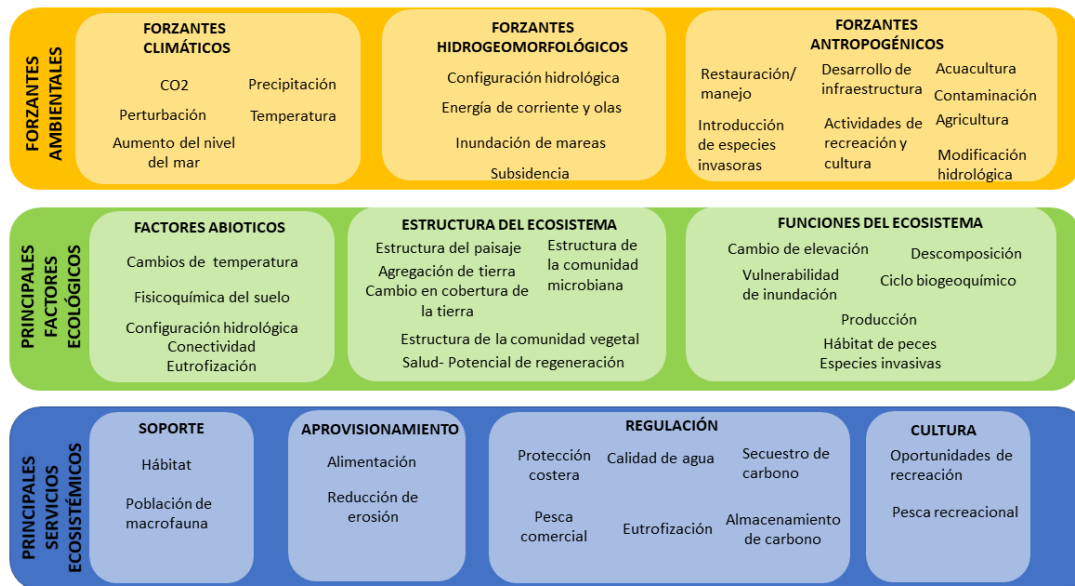 FORZANTES
AMBIENTALES
FORZANTES
CLIMÁTICOS
CO2
Precipitación
Perturbación
Temperatura
Aumento del nivel
del mar
FORZANTES
HIDROGEOMORFOLÓGICOS
Configuración hidrológica
Energía de corriente y olas
Inundación de mareas
Subsidencia
FORZANTES
ANTROPOGÉNICOS
Restauración/
manejo
Desarrollo de
infraestructura
Acuacultura
Contaminación
Introducción
de especies
invasoras
Actividades de
recreación y
cultura
Agricultura
Modificación
hidrológica
PRINCIPALES
FACTORES
ECOLÓGICOS
FACTORES ABIOTICOS
Cambios de temperatura
Fisicoquímica del suelo
Configuración hidrológica
Conectividad
Eutrofización
ESTRUCTURA DEL ECOSISTEMA
Estructura del paisaje
Agregación de tierra
Cambio en cobertura de
la tierra
Estructura de
la comunidad
microbiana
Estructura de la comunidad vegetal
Salud- Potencial de regeneración
FUNCIONES DEL ECOSISTEMA
Cambio de elevación
Descomposición
Vulnerabilidad
de inundación
Ciclo biogeoquímico
Producción
Hábitat de peces
Especies invasivas
PRINCIPALES
SERVICIOS
ECOSISTÉMICOS
SOPORTE
Hábitat
Población de
macrofauna
APROVISIONAMIENTO
Alimentación
Reducción de
erosión
REGULACIÓN
Protección
costera
Calidad de agua
Secuestro de
carbono
Pesca
comercial
Eutrofización
Almacenamiento
de carbono
CULTURA
Oportunidades de
recreación
Pesca recreacional